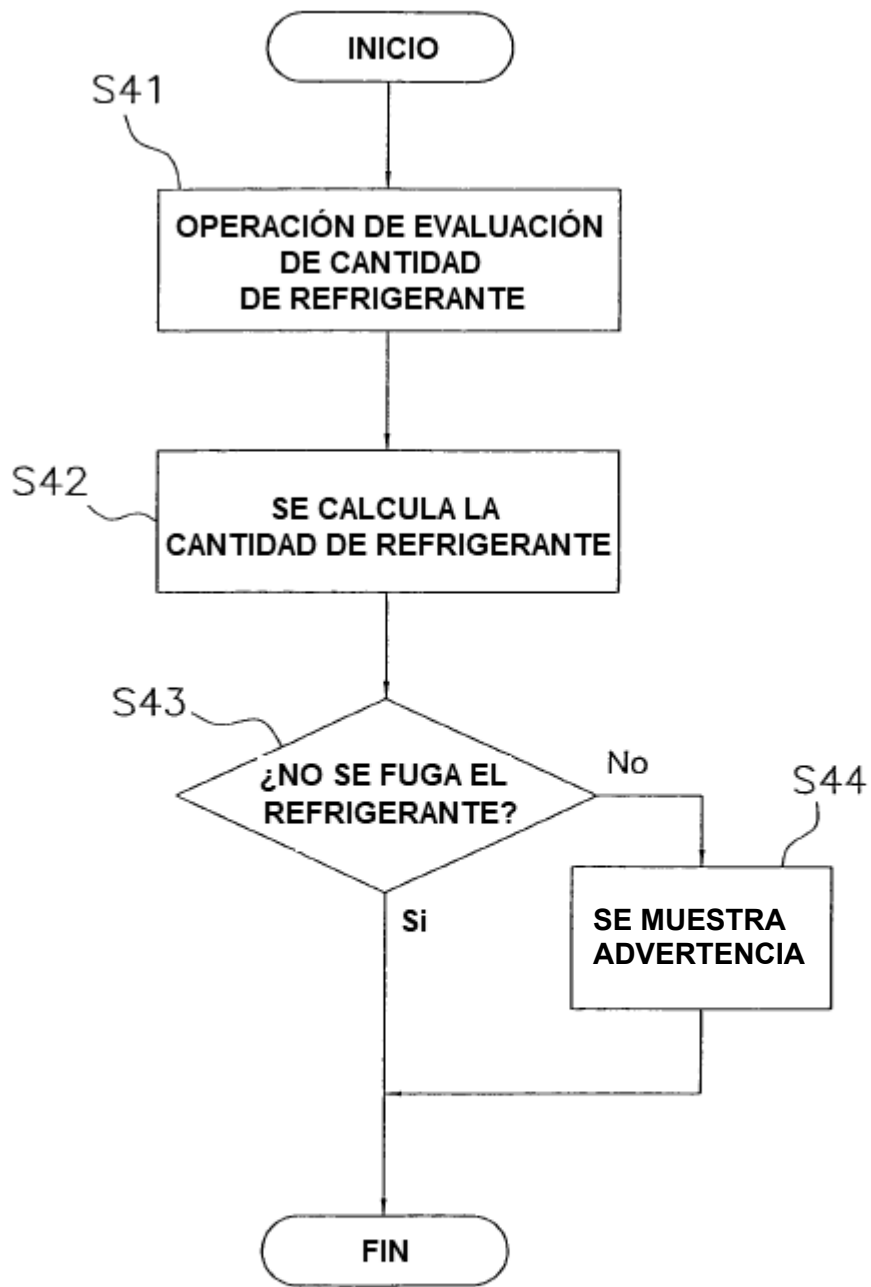 INICIO
S41
OPERACIÓN DE EVALUACIÓN
DE CANTIDAD
DE REFRIGERANTE
S42
SE CALCULA LA
CANTIDAD DE REFRIGERANTE
S43
¿NO SE FUGA EL
REFRIGERANTE?
No
S44
Si
SE MUESTRA
ADVERTENCIA
FIN